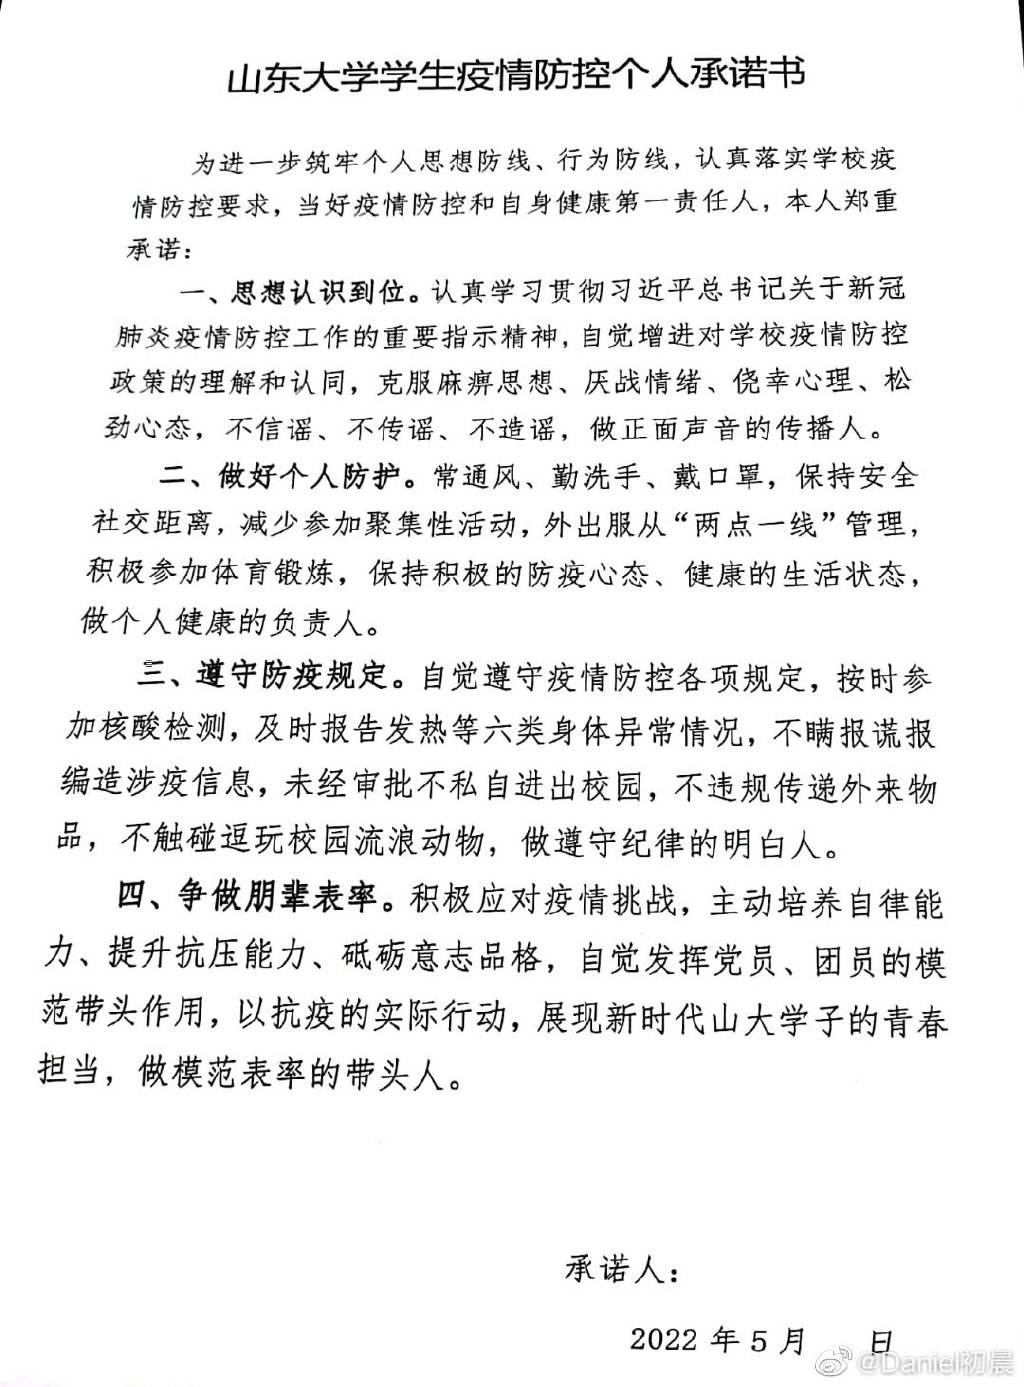 山东大学学生疫情防控个人承诺书
为进一步筑牢个人思想防线、行为防线，认真落实学校疫
情防控要求，当好疫情防控和自身健康第一责任人，本人郑重
承诺：
一、思想认识到位。认真学习贯彻习近平总书记关于新冠
肺炎疫情防控工作的重要指示精神，自觉增进对学校疫情防控
政策的理解和认同，克服麻痹思想、厌战情绪、侥幸心理、松
劲心态，不信谣、不传谣、不造谣，做正面声音的传播人。
二、做好个人防护。常通风、勤洗手、戴口罩，保持安全
社交距离，减少参加聚集性活动，外出服从“两点一线”管理，
积极参加体育锻炼，保持积极的防疫心态、健康的生活状态，
做个人健康的负责人。
三、遵守防疫规定。自觉遵守疫情防控各项规定，按时参
加核酸检测，及时报告发热等六类身体异常情况，不瞒报谎报
编造涉疫信息，未经审批不私自进出校园，不违规传递外来物
品，不触碰逗玩校园流浪动物，做遵守纪律的明白人。
四、争做朋辈表率。积极应对疫情挑战，主动培养自律能
力、提升抗压能力、砥砺意志品格，自觉发挥党员、团员的模
范带头作用，以抗疫的实际行动，展现新时代山大学子的青春
担当，做模范表率的带头人。
承诺人：
2022 年 5 月 日
@Daniel初晨